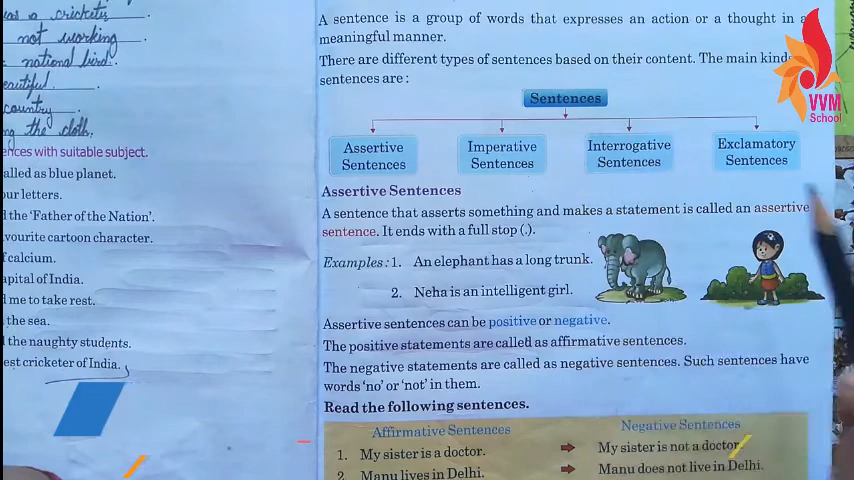 was a cricketer.
not working.
national bird.
beautiful.
country.
the cloth.
ences with suitable subject.
alled as blue planet.
our letters.
d the 'Father of the Nation'.
avourite cartoon character.
f calcium.
apital of India.
d me to take rest.
the sea.
d the naughty students.
est cricketer of India.
A sentence is a group of words that expresses an action or a thought in a
meaningful manner.
There are different types of sentences based on their content. The main kinds
sentences are :
Sentences
Assertive Sentences
Imperative Sentences
Interrogative Sentences
Exclamatory Sentences
Assertive Sentences
A sentence that asserts something and makes a statement is called an assertive
sentence. It ends with a full stop (.).
Examples : 1. An elephant has a long trunk.
2. Neha is an intelligent girl.
Assertive sentences can be positive or negative.
The positive statements are called as affirmative sentences.
The negative statements are called as negative sentences. Such sentences have
words 'no' or 'not' in them.
Read the following sentences.
Affirmative Sentences
Negative Sentences
1. My sister is a doctor.
My sister is not a doctor.
2. Manu lives in Delhi.
Manu does not live in Delhi.
VVM
School